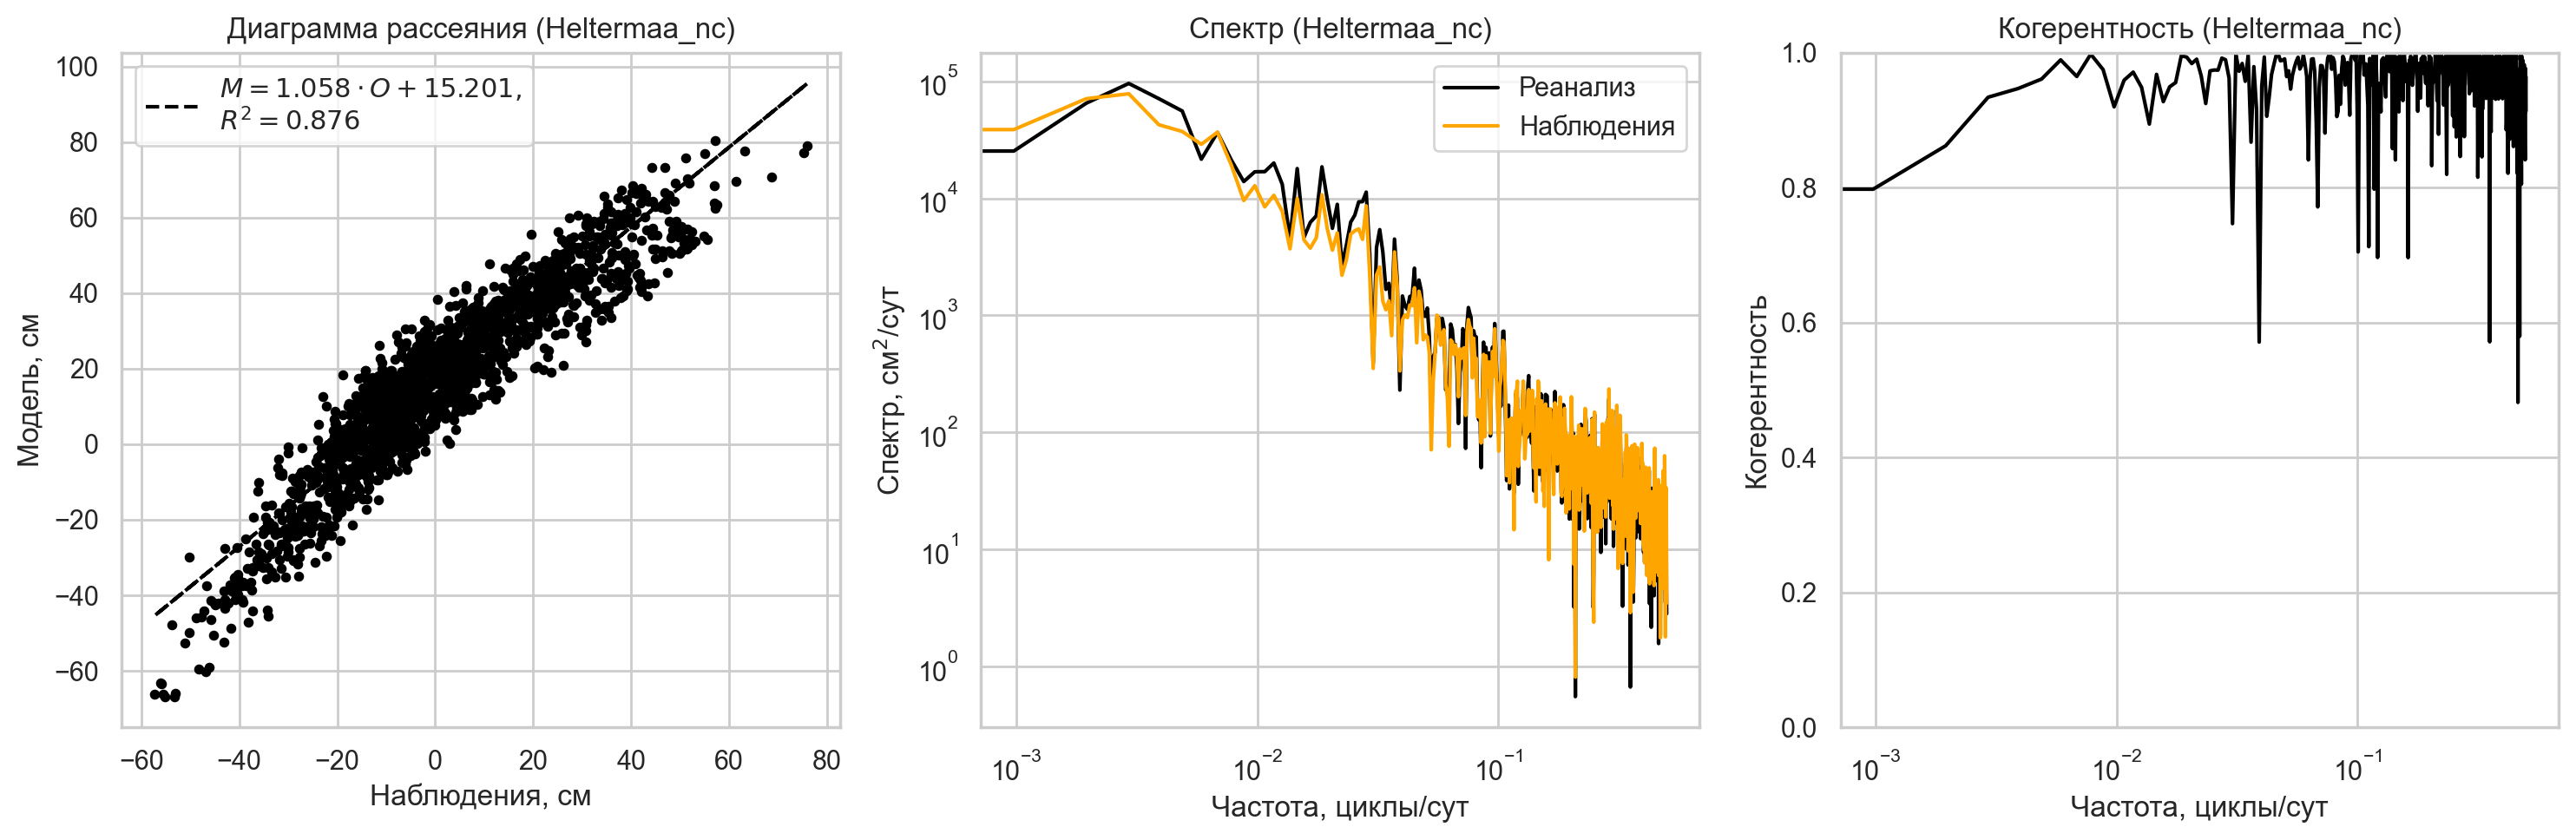 Диаграмма рассеяния (Heltermaa_nc)
M = 1.058 · O + 15.201,
R² = 0.876
100
80
60
40
20
0
−20
−40
−60
Модель, см
−60 −40 −20 0 20 40 60 80
Наблюдения, см
Спектр (Heltermaa_nc)
Реанализ
Наблюдения
10⁵
10⁴
10³
10²
10¹
10⁰
Спектр, см²/сут
10⁻³ 10⁻² 10⁻¹
Частота, циклы/сут
Когерентность (Heltermaa_nc)
1.0
0.8
0.6
0.4
0.2
0.0
Когерентность
10⁻³ 10⁻² 10⁻¹
Частота, циклы/сут